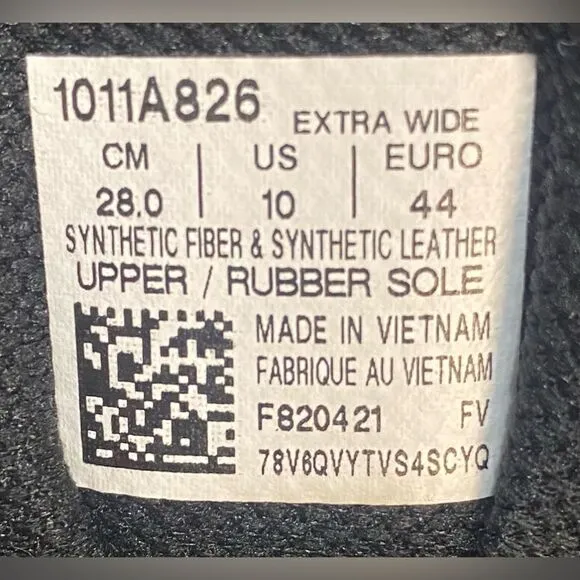 1011A826 EXTRA WIDE
CM | US | EURO
28.0 | 10 | 44
SYNTHETIC FIBER & SYNTHETIC LEATHER
UPPER / RUBBER SOLE
MADE IN VIETNAM
FABRIQUE AU VIETNAM
F820421 FV
78V6QVYTVS4SCYQ